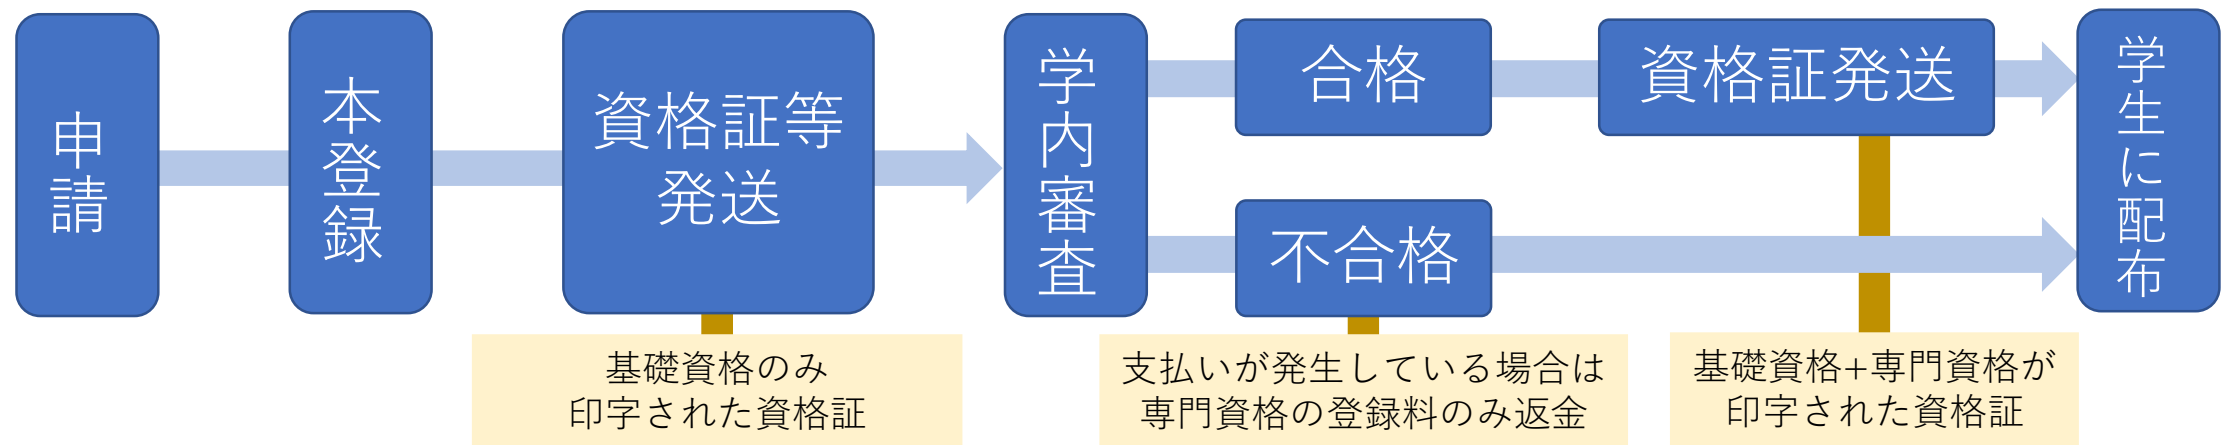 申請
本登録
資格証等
発送
学内審査
合格
資格証発送
不合格
学生に配布
基礎資格のみ
印字された資格証
支払いが発生している場合は
専門資格の登録料のみ返金
基礎資格+専門資格が
印字された資格証